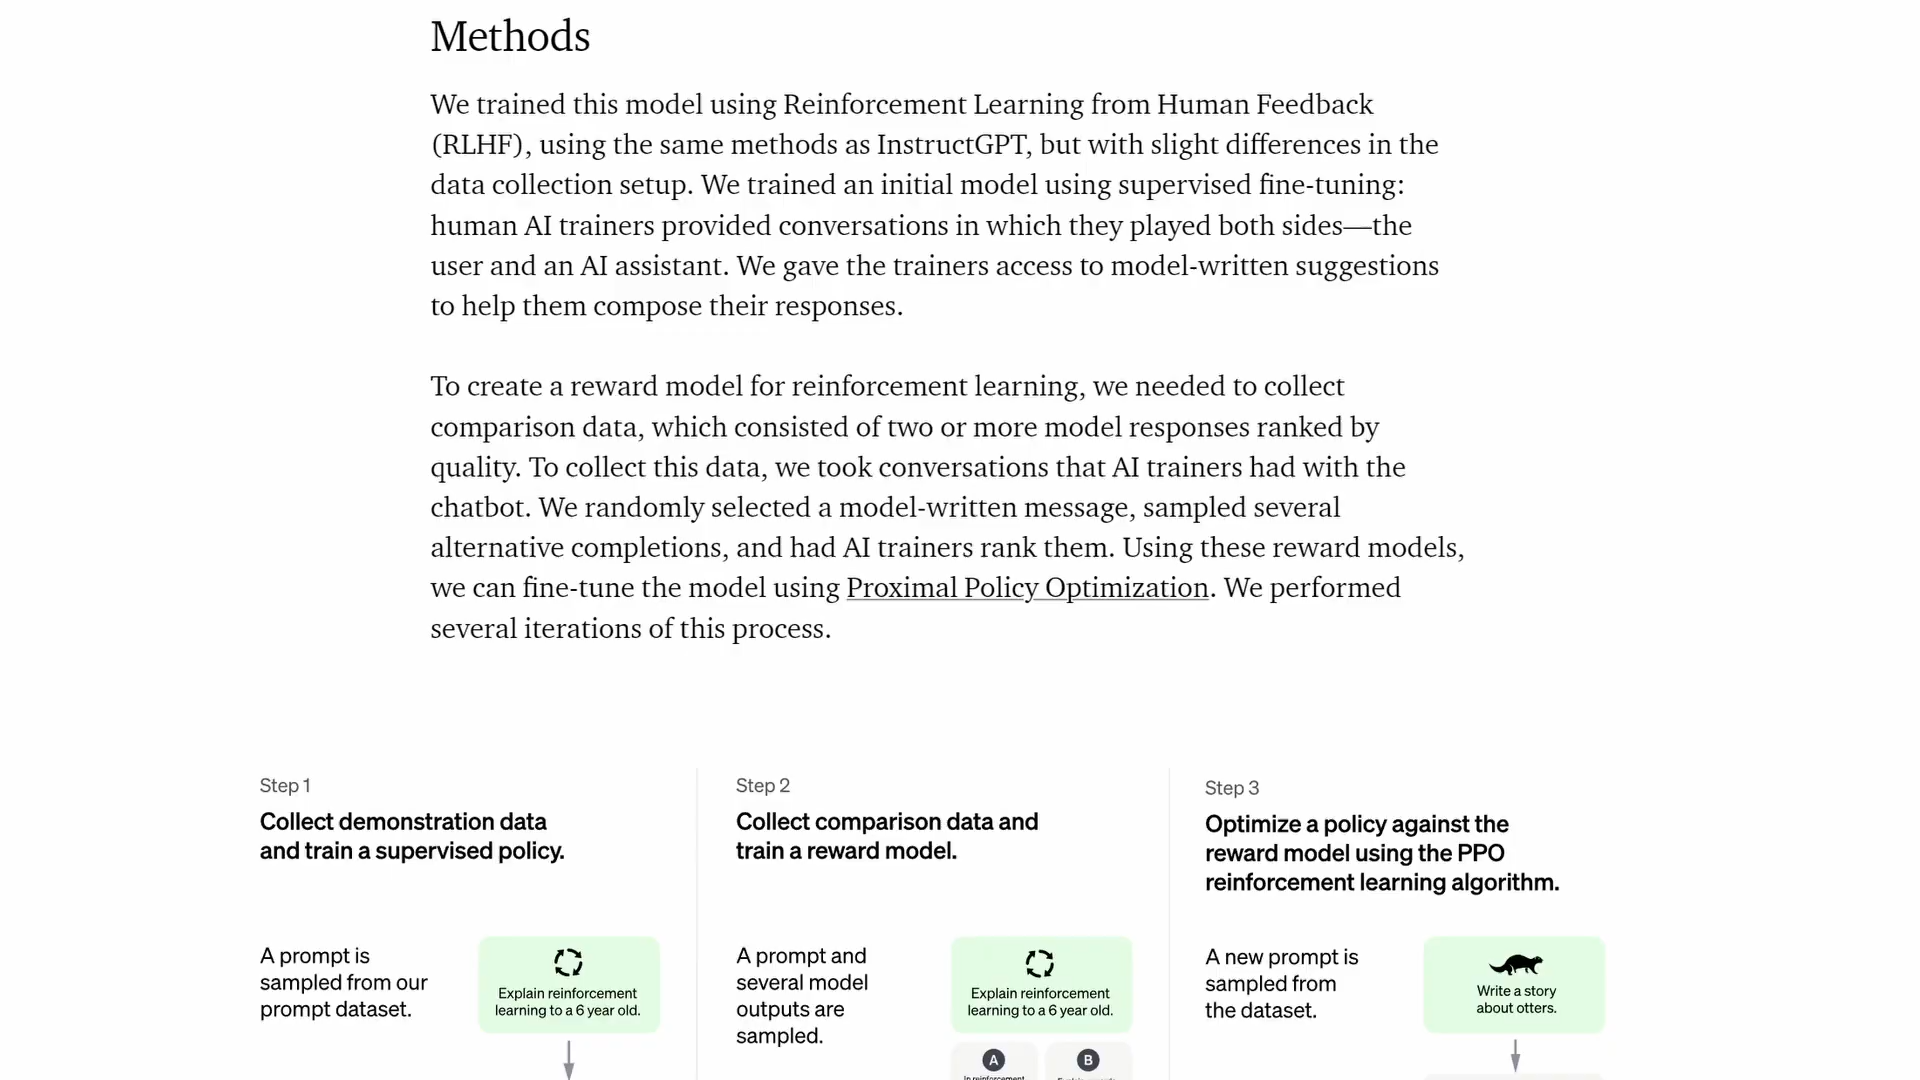 Methods
We trained this model using Reinforcement Learning from Human Feedback
(RLHF), using the same methods as InstructGPT, but with slight differences in the
data collection setup. We trained an initial model using supervised fine-tuning:
human AI trainers provided conversations in which they played both sides—the
user and an AI assistant. We gave the trainers access to model-written suggestions
to help them compose their responses.
To create a reward model for reinforcement learning, we needed to collect
comparison data, which consisted of two or more model responses ranked by
quality. To collect this data, we took conversations that AI trainers had with the
chatbot. We randomly selected a model-written message, sampled several
alternative completions, and had AI trainers rank them. Using these reward models,
we can fine-tune the model using Proximal Policy Optimization. We performed
several iterations of this process.
Step 1
Collect demonstration data
and train a supervised policy.
A prompt is
sampled from our
prompt dataset.
Explain reinforcement
learning to a 6 year old.
Step 2
Collect comparison data and
train a reward model.
A prompt and
several model
outputs are
sampled.
Explain reinforcement
learning to a 6 year old.
A
B
In reinforcement
Step 3
Optimize a policy against the
reward model using the PPO
reinforcement learning algorithm.
A new prompt is
sampled from
the dataset.
Write a story
about otters.